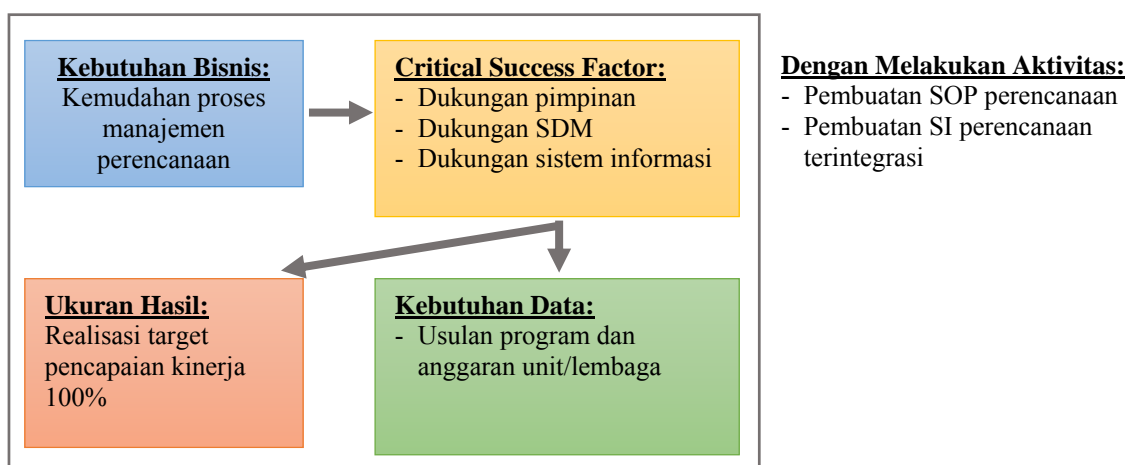 Kebutuhan Bisnis:
Kemudahan proses
manajemen
perencanaan
Critical Success Factor:
- Dukungan pimpinan
- Dukungan SDM
- Dukungan sistem informasi
Dengan Melakukan Aktivitas:
- Pembuatan SOP perencanaan
- Pembuatan SI perencanaan
terintegrasi
Ukuran Hasil:
Realisasi target
pencapaian kinerja
100%
Kebutuhan Data:
- Usulan program dan
anggaran unit/lembaga